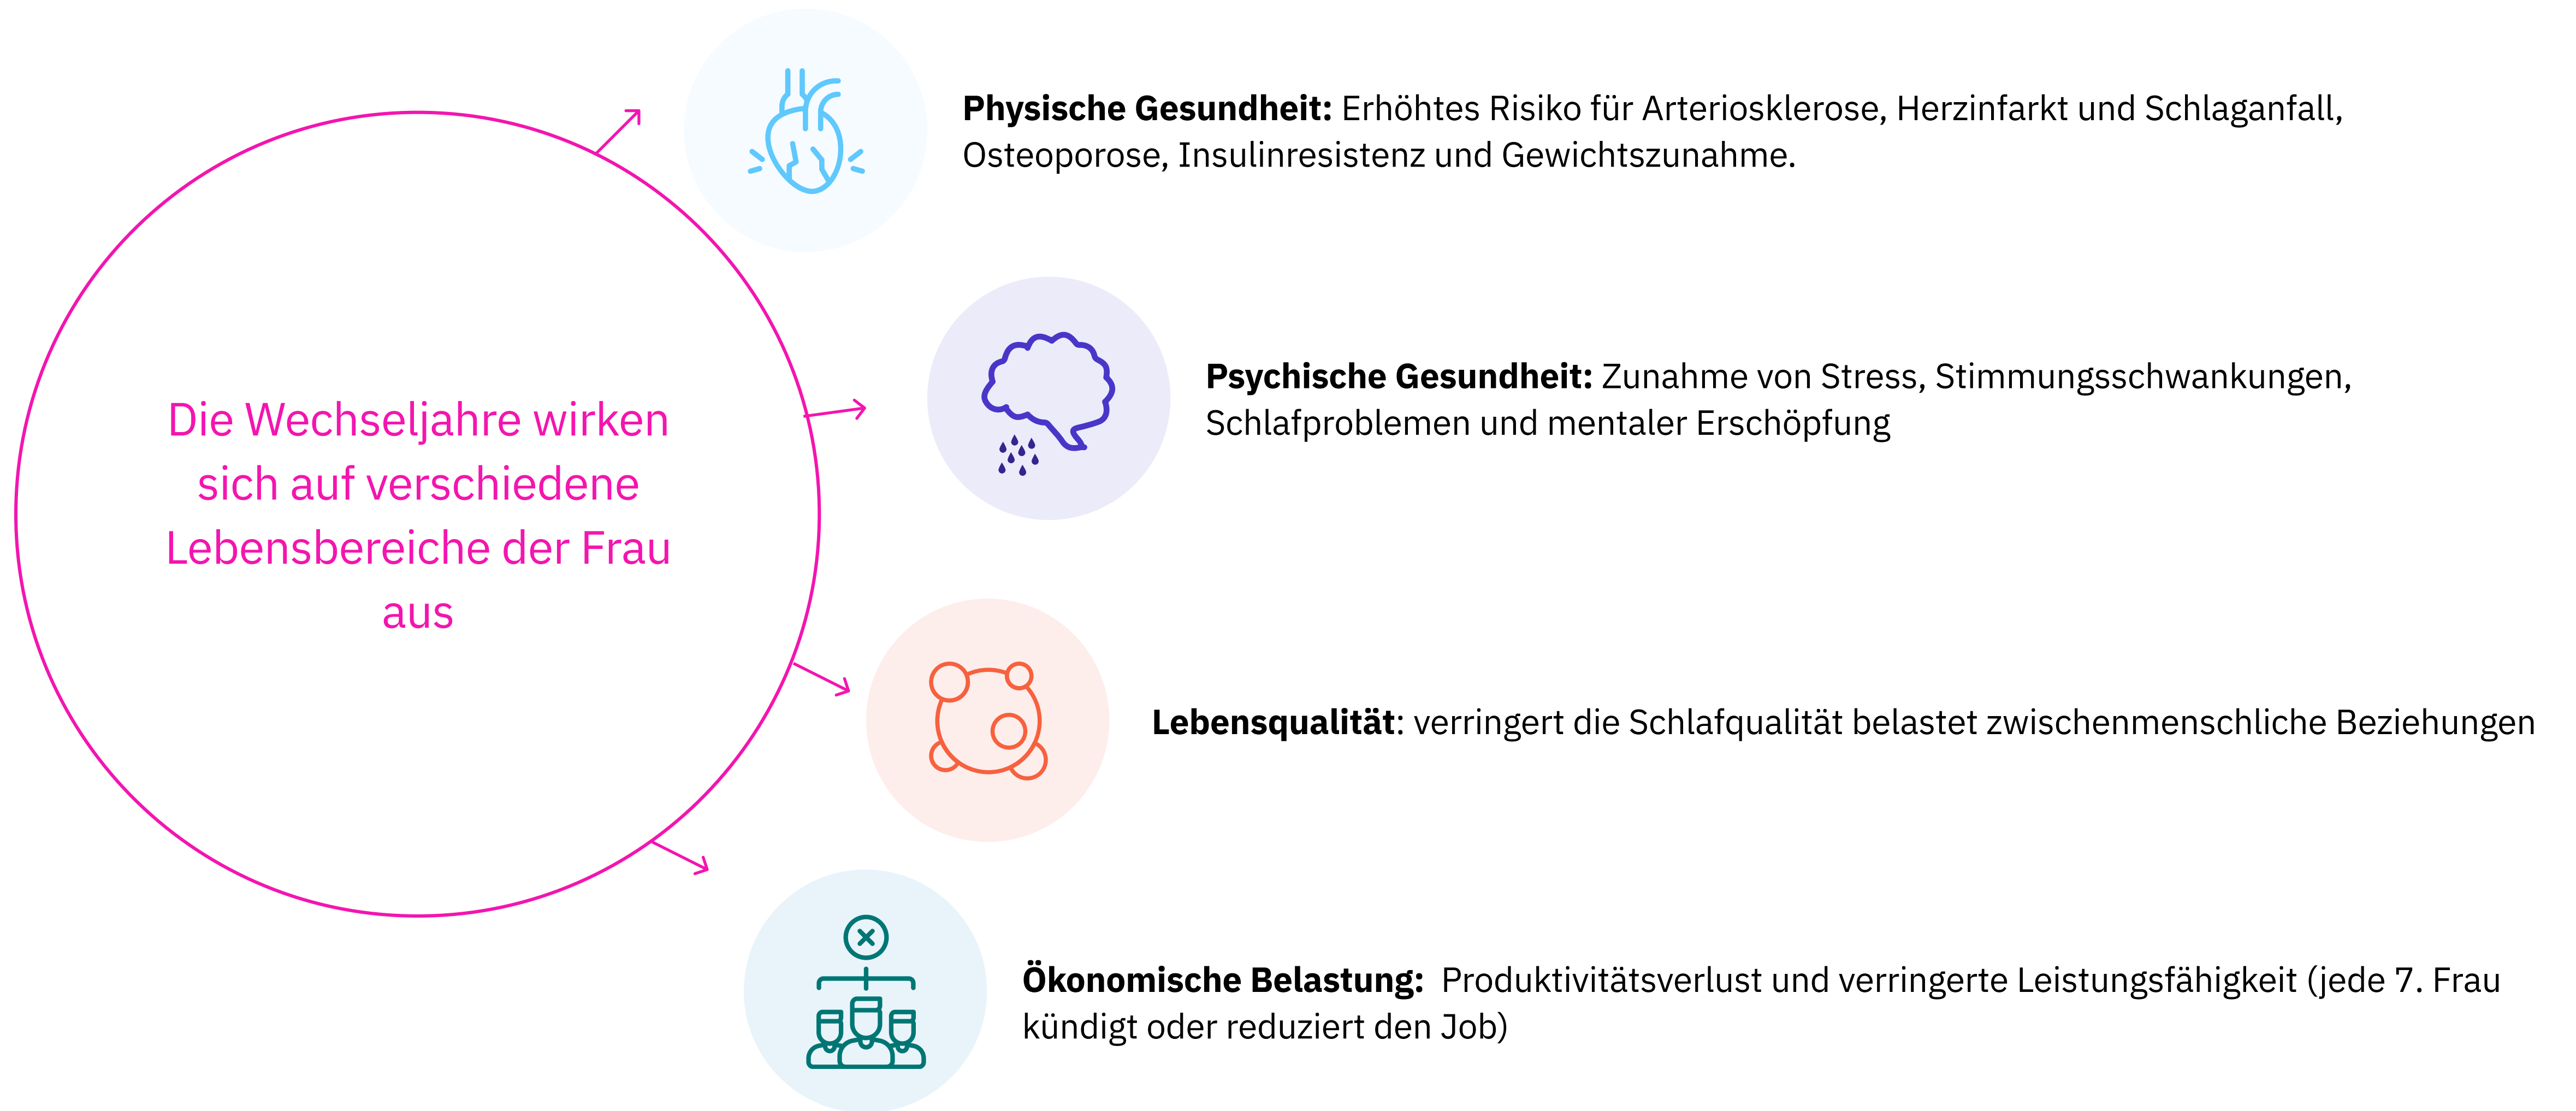 Die Wechseljahre wirken
sich auf verschiedene
Lebensbereiche der Frau
aus
Physische Gesundheit: Erhöhtes Risiko für Arteriosklerose, Herzinfarkt und Schlaganfall,
Osteoporose, Insulinresistenz und Gewichtszunahme.
Psychische Gesundheit: Zunahme von Stress, Stimmungsschwankungen,
Schlafproblemen und mentaler Erschöpfung
Lebensqualität: verringert die Schlafqualität belastet zwischenmenschliche Beziehungen
Ökonomische Belastung: Produktivitätsverlust und verringerte Leistungsfähigkeit (jede 7. Frau
kündigt oder reduziert den Job)